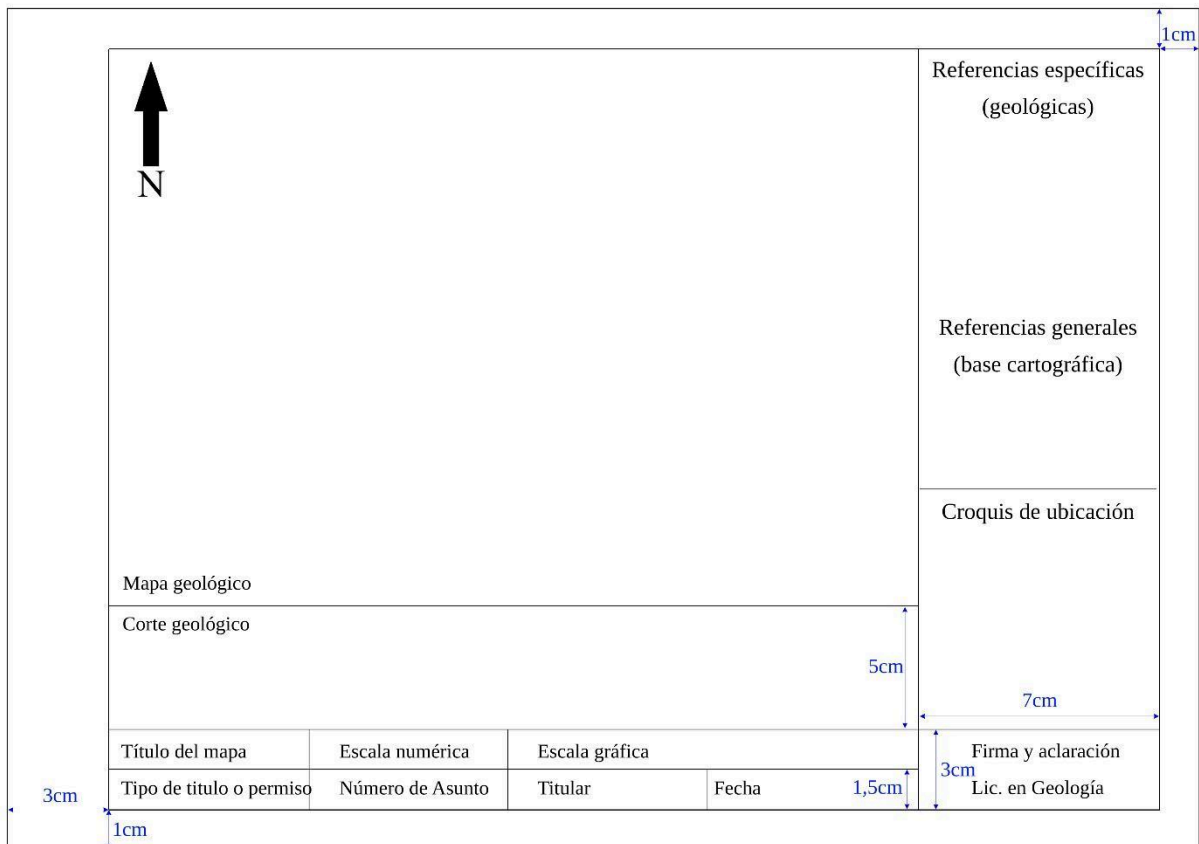 1cm
N
Referencias específicas
(geológicas)
Referencias generales
(base cartográfica)
Croquis de ubicación
Mapa geológico
Corte geológico
5cm
7cm
Título del mapa
Escala numérica
Escala gráfica
Firma y aclaración
3cm
Tipo de titulo o permiso
Número de Asunto
Titular
Fecha
1,5cm
Lic. en Geología
3cm
1cm